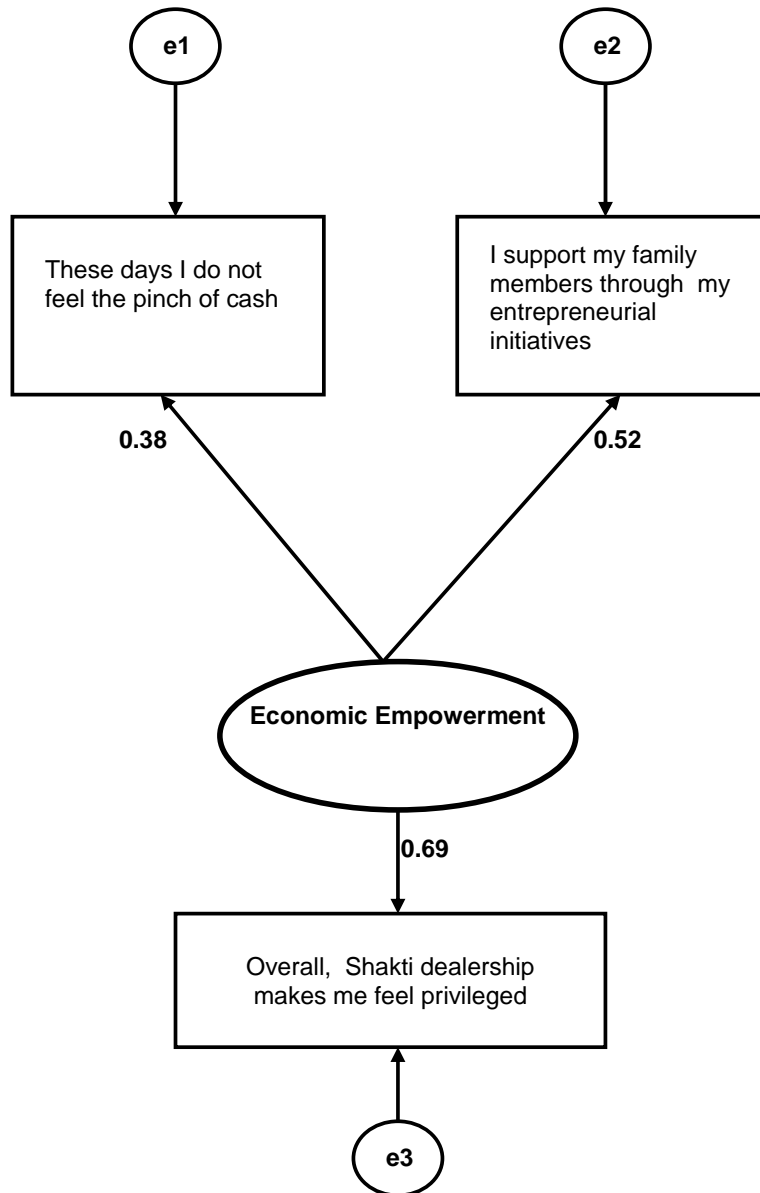 e1
e2
These days I do not
feel the pinch of cash
I support my family
members through  my
entrepreneurial
initiatives
0.38
0.52
Economic Empowerment
0.69
Overall,  Shakti dealership
makes me feel privileged
e3